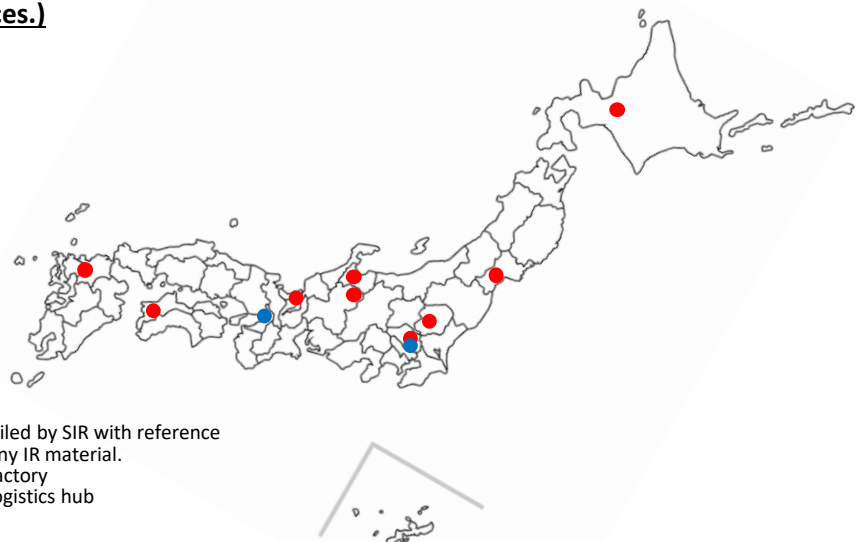 ces.)
iled by SIR with reference
ny IR material.
actory
ogistics hub